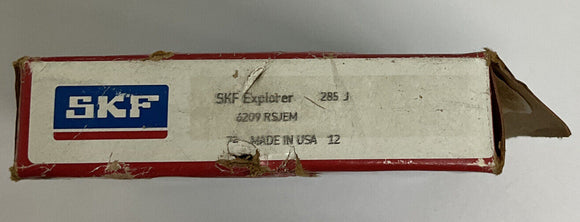 SKF
SKF Explorer 285 J
6209 RSJEM
MADE IN USA 12